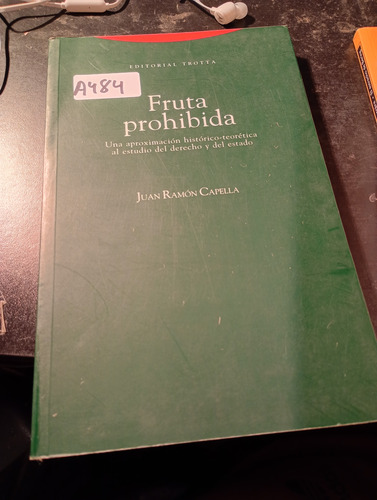 EDITORIAL TROTTA
A484
Fruta
prohibida
Una aproximación histórico-teorética
al estudio del derecho y del estado
JUAN RAMÓN CAPELLA